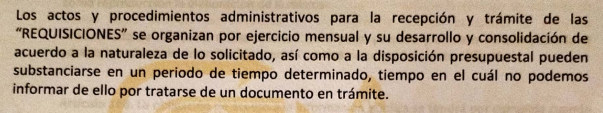 Los actos y procedimientos administrativos para la recepción y trámite de las
"REQUISICIONES" se organizan por ejercicio mensual y su desarrollo y consolidación de
acuerdo a la naturaleza de lo solicitado, así como a la disposición presupuestal pueden
substanciarse en un periodo de tiempo determinado, tiempo en el cuál no podemos
informar de ello por tratarse de un documento en trámite.